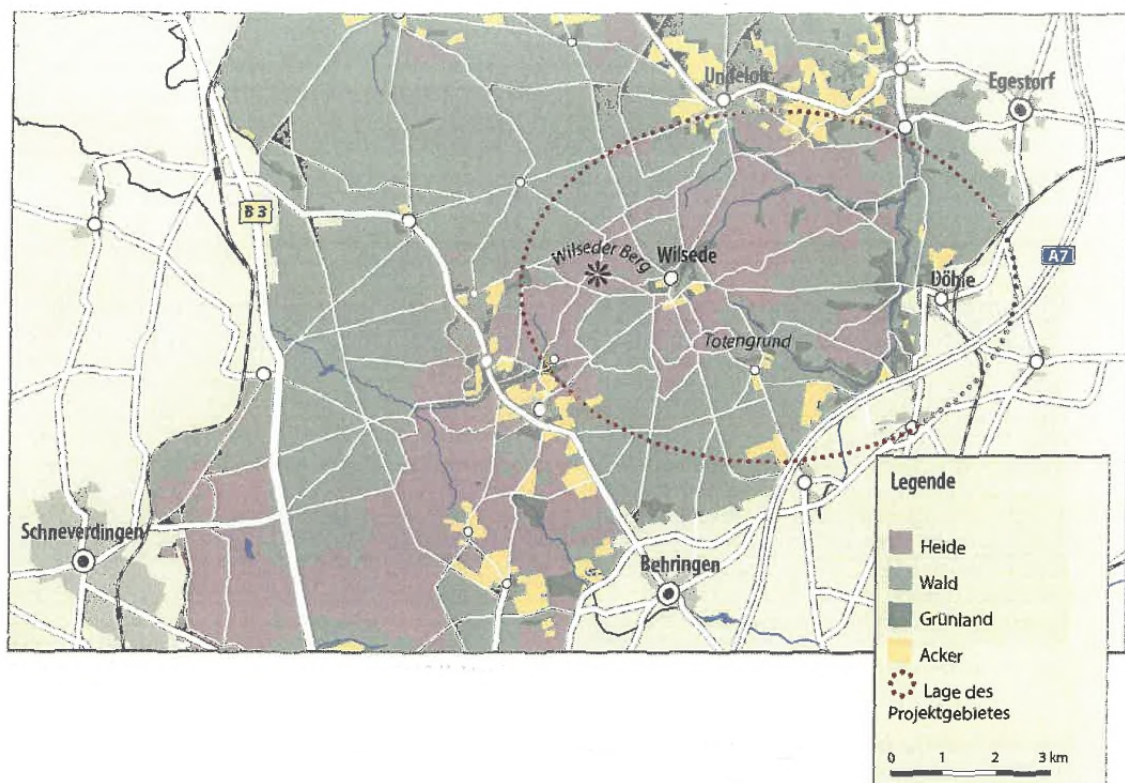 Undeloh
Egestorf
B 3
Wilseder Berg
Wilsede
A7
Döhle
Totengrund
Schneverdingen
Behringen
Legende
Heide
Wald
Grünland
Acker
Lage des
Projektgebietes
0 1 2 3 km